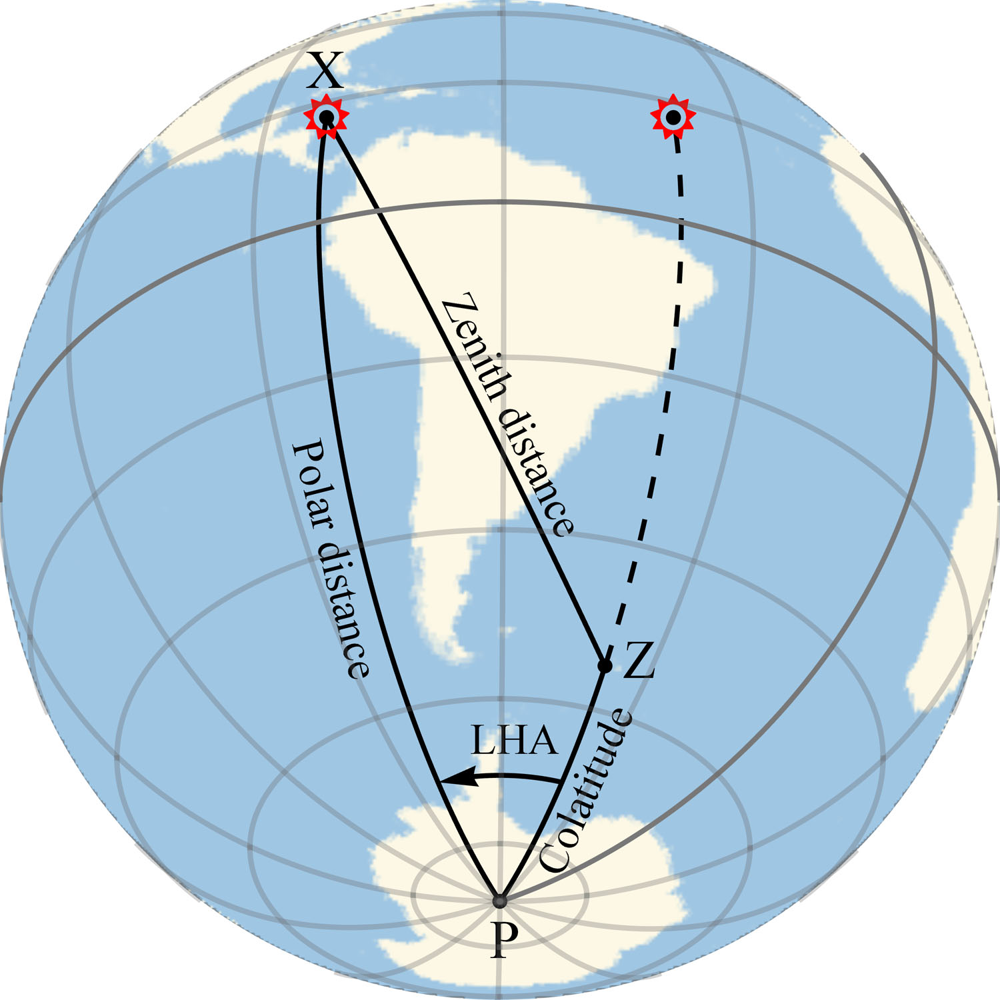 X
Zenith distance
Polar distance
Z
LHA
Colatitude
P